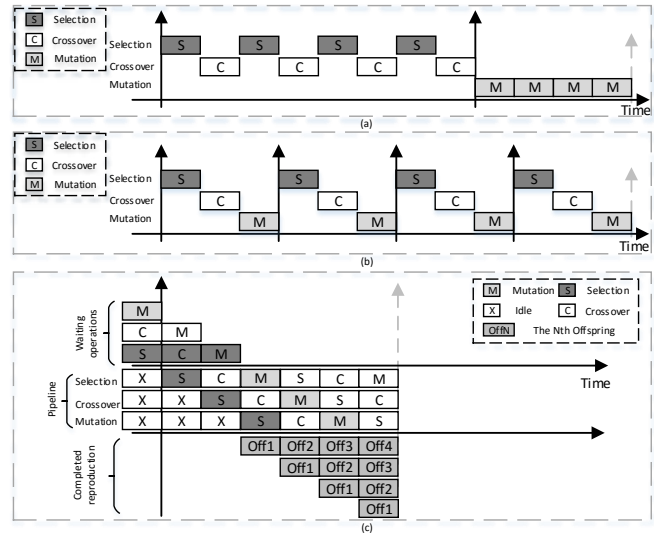 S Selection
C Crossover
M Mutation
Selection S S S S
Crossover C C C C
Mutation M M M M
Time
(a)
S Selection
C Crossover
M Mutation
Selection S S S S
Crossover C C C C
Mutation M M M M
Time
(b)
M Mutation S Selection
X Idle C Crossover
OffN The Nth Offspring
Waiting operations
M
C M
S C M
Time
Pipeline
Selection X S C M S C M
Crossover X X S C M S C
Mutation X X X S C M S
Completed reproduction
Off1 Off2 Off3 Off4
Off1 Off2 Off3
Off1 Off2
Off1
(c)